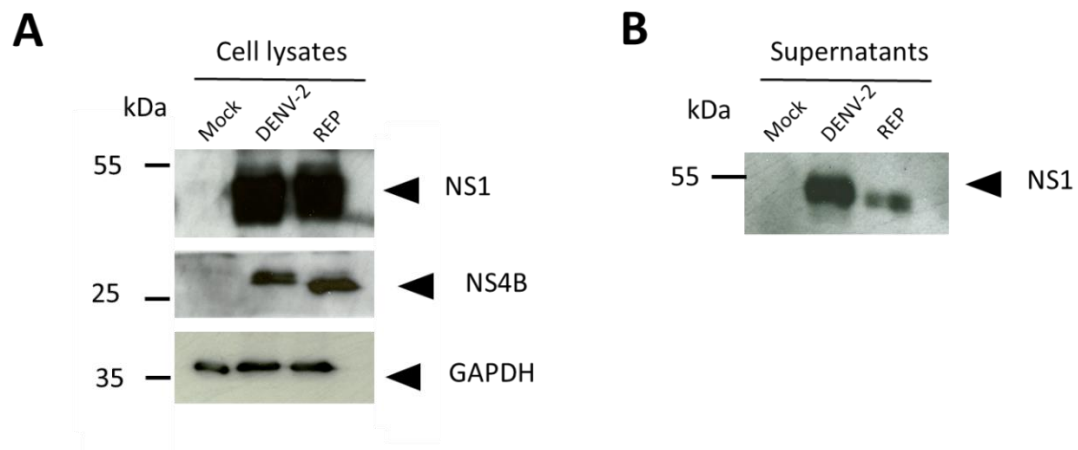 A
Cell lysates
kDa
Mock
DENV-2
REP
55
NS1
25
NS4B
35
GAPDH
B
Supernatants
kDa
Mock
DENV-2
REP
55
NS1